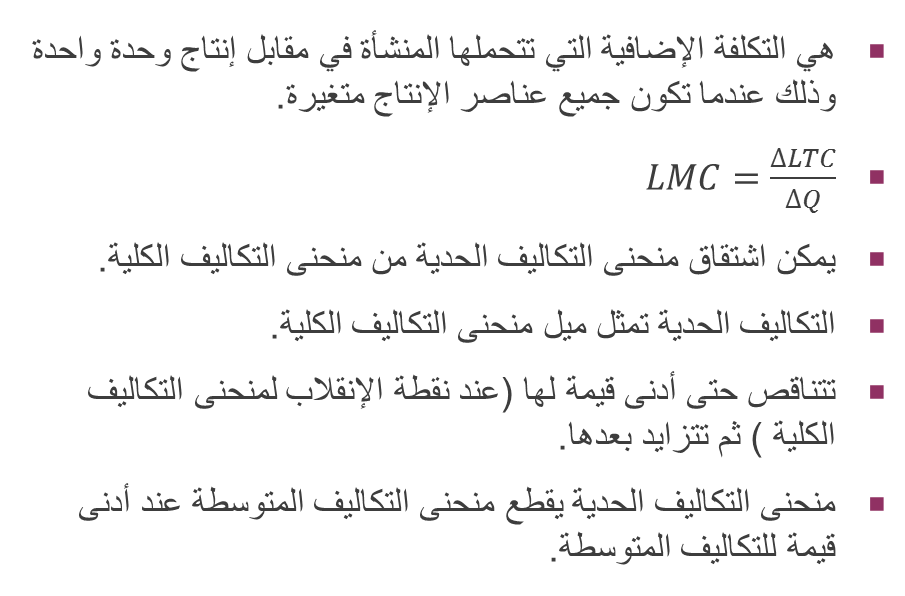 ▪ هي التكلفة الإضافية التي تتحملها المنشأة في مقابل إنتاج وحدة واحدة
وذلك عندما تكون جميع عناصر الإنتاج متغيرة.
▪ LMC = ΔLTC / ΔQ
▪ يمكن اشتقاق منحنى التكاليف الحدية من منحنى التكاليف الكلية.
▪ التكاليف الحدية تمثل ميل منحنى التكاليف الكلية.
▪ تتناقص حتى أدنى قيمة لها (عند نقطة الإنقلاب لمنحنى التكاليف
الكلية ) ثم تتزايد بعدها.
▪ منحنى التكاليف الحدية يقطع منحنى التكاليف المتوسطة عند أدنى
قيمة للتكاليف المتوسطة.